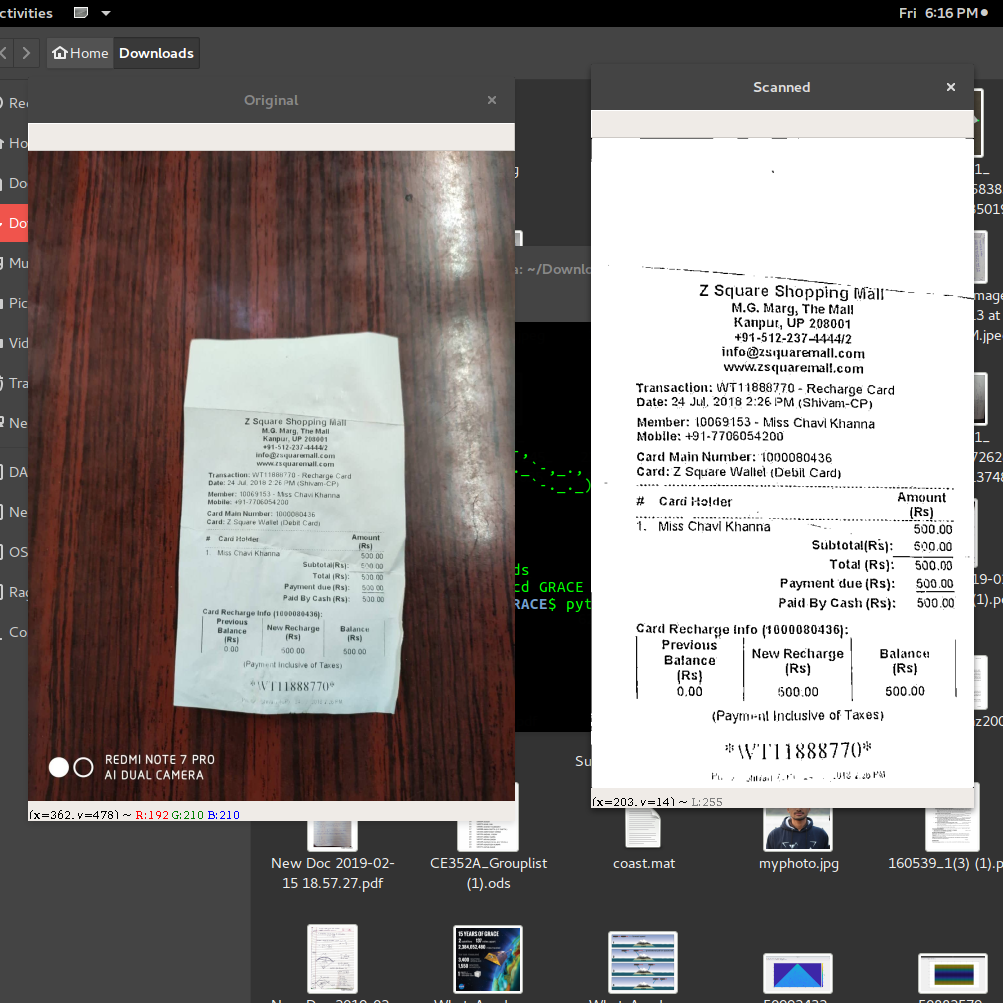 ctivities
Fri 6:16 PM
Home
Downloads
Original
Scanned
Z Square Shopping Mall
M.G. Marg, The Mall
Kanpur, UP 208001
+91-512-237-4444/2
info@zsquaremall.com
www.zsquaremall.com
Transaction: WT11888770 - Recharge Card
Date: 24 Jul, 2018 2:26 PM (Shivam-CP)
Member: 10069153 - Miss Chavi Khanna
Mobile: +91-7706054200
Card Main Number: 1000080436
Card: Z Square Wallet (Debit Card)
# Card Holder Amount (Rs)
1. Miss Chavi Khanna 500.00
Subtotal(Rs): 500.00
Total (Rs): 500.00
Payment due (Rs): 500.00
Paid By Cash (Rs): 500.00
Card Recharge Info (1000080436):
Previous Balance (Rs) New Recharge (Rs) Balance (Rs)
0.00 500.00 500.00
(Payment Inclusive of Taxes)
*WT11888770*
REDMI NOTE 7 PRO
AI DUAL CAMERA
(x=362, y=478) ~ R:192 G:210 B:210
Z Square Shopping Mall
M.G. Marg, The Mall
Kanpur, UP 208001
+91-512-237-4444/2
info@zsquaremall.com
www.zsquaremall.com
Transaction: WT11888770 - Recharge Card
Date: 24 Jul, 2018 2:26 PM (Shivam-CP)
Member: 10069153 - Miss Chavi Khanna
Mobile: +91-7706054200
Card Main Number: 1000080436
Card: Z Square Wallet (Debit Card)
# Card Holder Amount (Rs)
1. Miss Chavi Khanna 500.00
Subtotal(Rs): 500.00
Total (Rs): 500.00
Payment due (Rs): 500.00
Paid By Cash (Rs): 500.00
Card Recharge Info (1000080436):
Previous Balance (Rs) New Recharge (Rs) Balance (Rs)
0.00 500.00 500.00
(Payment Inclusive of Taxes)
*WT11888770*
(x=203, y=14) ~ L:255
a: ~/Downlo
ds
cd GRACE
RACE$ pyt
New Doc 2019-02-
15 18.57.27.pdf
CE352A_Grouplist
(1).ods
coast.mat
myphoto.jpg
160539_1(3) (1).p
15 YEARS OF GRACE